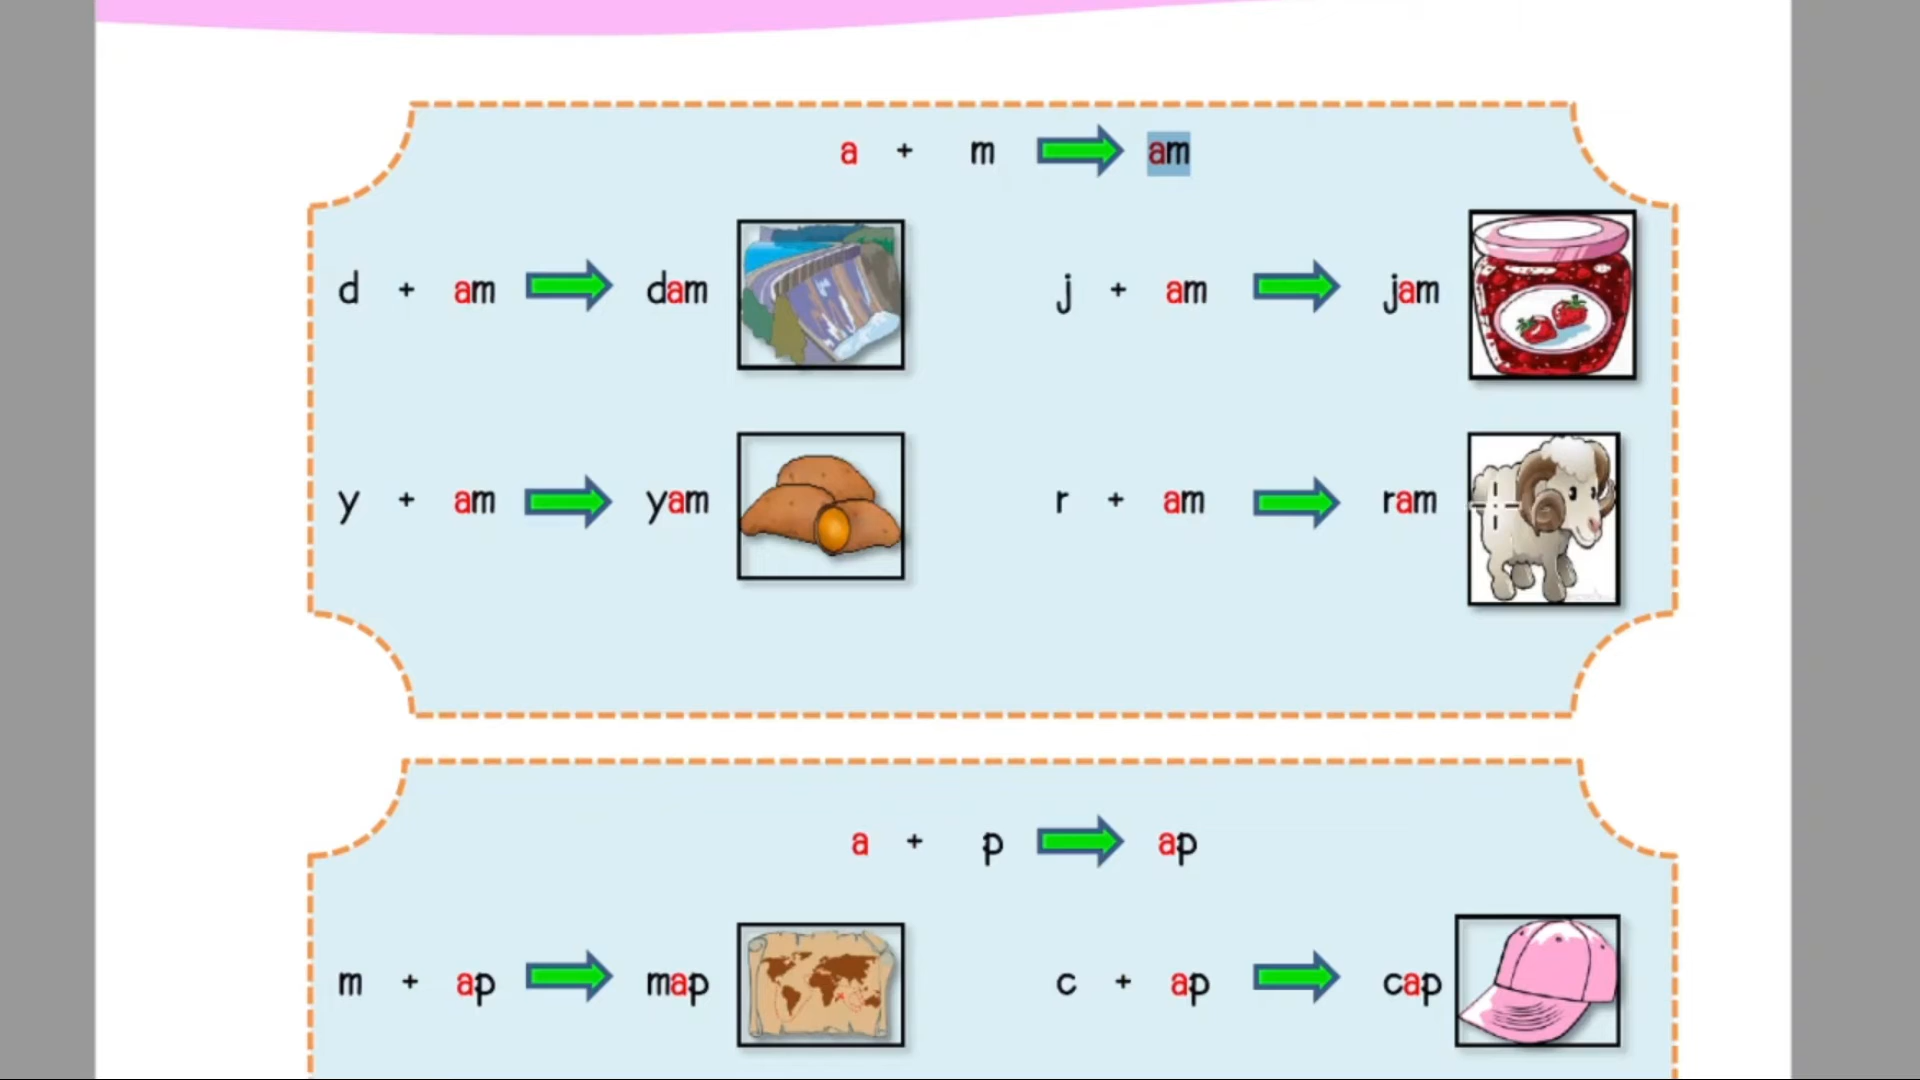 a + m am
d + am dam j + am jam
y + am yam r + am ram
a + p ap
m + ap map c + ap cap